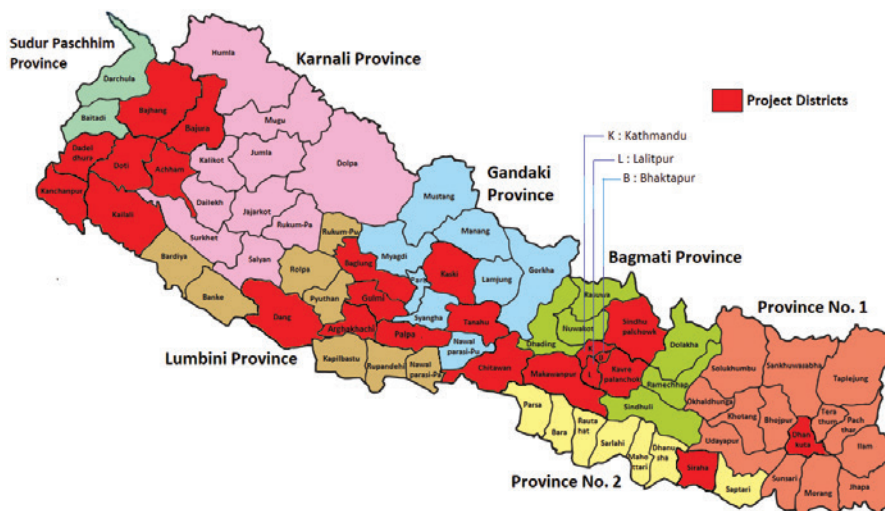 Sudur Paschhim
Province
Karnali Province
Gandaki
Province
Bagmati Province
Province No. 1
Lumbini Province
Province No. 2
Project Districts
K : Kathmandu
L : Lalitpur
B : Bhaktapur
Darchula
Baitadi
Bajhang
Bajura
Dadel
dhura
Doti
Achham
Kanchanpur
Kailali
Humla
Mugu
Kalikot
Jumla
Dolpa
Dailekh
Jajarkot
Rukum-Pa
Surkhet
Salyan
Bardiya
Banke
Dang
Rukum-Pu
Rolpa
Pyuthan
Gulmi
Arghakhachi
Palpa
Kapilbastu
Rupandehi
Nawal
parasi-Pa
Mustang
Manang
Myagdi
Baglung
Kaski
Lamjung
Gorkha
Syangha
Tanahu
Nawal
parasi-Pu
Nuwakot
Dhading
Sindhu
palchowk
Dolakha
Kavre
palanchok
Ramechhap
Sindhuli
Chitawan
Makawanpur
K
L
Parsa
Bara
Rauta
hat
Sarlahi
Maho
ttari
Dhanu
sha
Siraha
Saptari
Solukhumbu
Sankhuwasabha
Taplejung
Okhaldhunga
Khotang
Bhojpur
Tera
thum
Pach
thar
Dhan
kuta
Ilam
Udayapur
Sunsari
Morang
Jhapa